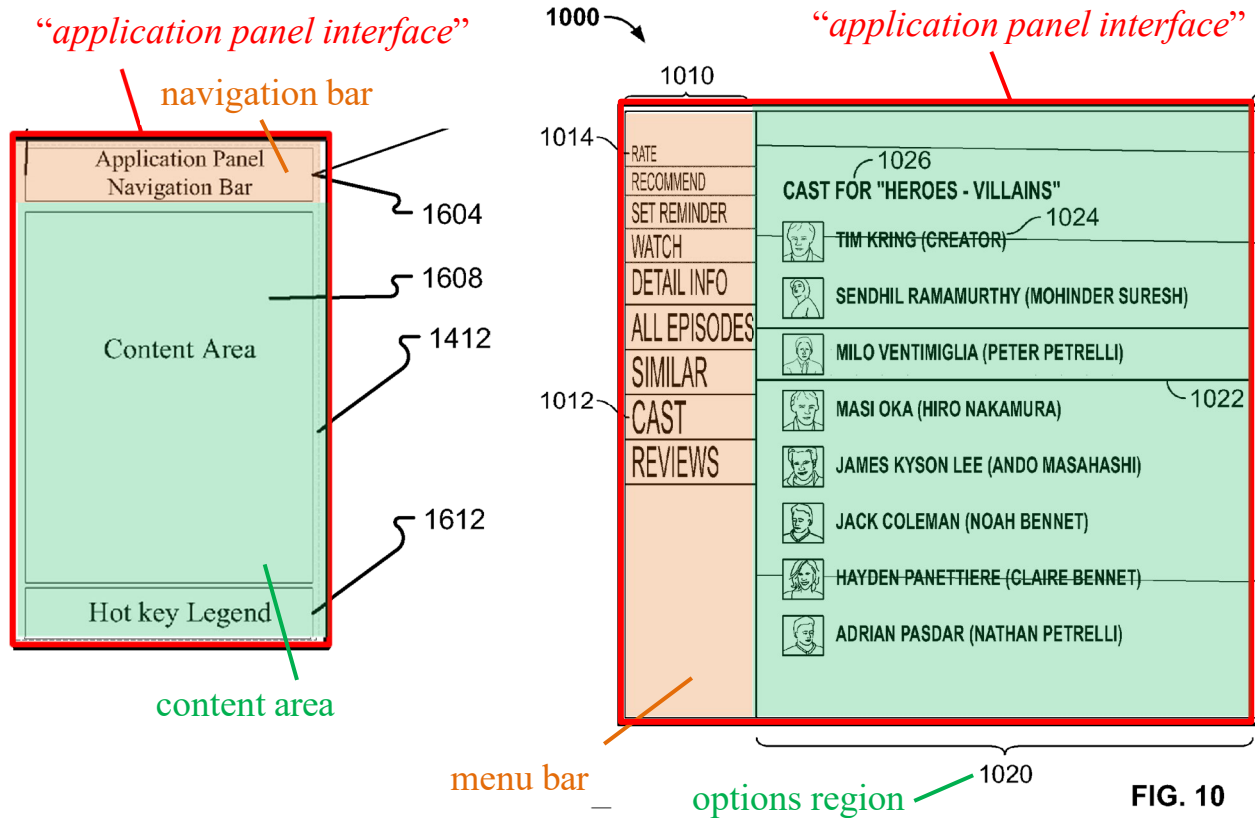 “application panel interface”
navigation bar
Application Panel
Navigation Bar
1604
1608
Content Area
1412
1612
Hot key Legend
content area
1000
“application panel interface”
1010
1014
RATE
RECOMMEND
SET REMINDER
WATCH
DETAIL INFO
ALL EPISODES
SIMILAR
1012
CAST
REVIEWS
1026
CAST FOR "HEROES - VILLAINS"
1024
TIM KRING (CREATOR)
SENDHIL RAMAMURTHY (MOHINDER SURESH)
MILO VENTIMIGLIA (PETER PETRELLI)
1022
MASI OKA (HIRO NAKAMURA)
JAMES KYSON LEE (ANDO MASAHASHI)
JACK COLEMAN (NOAH BENNET)
HAYDEN PANETTIERE (CLAIRE BENNET)
ADRIAN PASDAR (NATHAN PETRELLI)
menu bar
options region
1020
FIG. 10